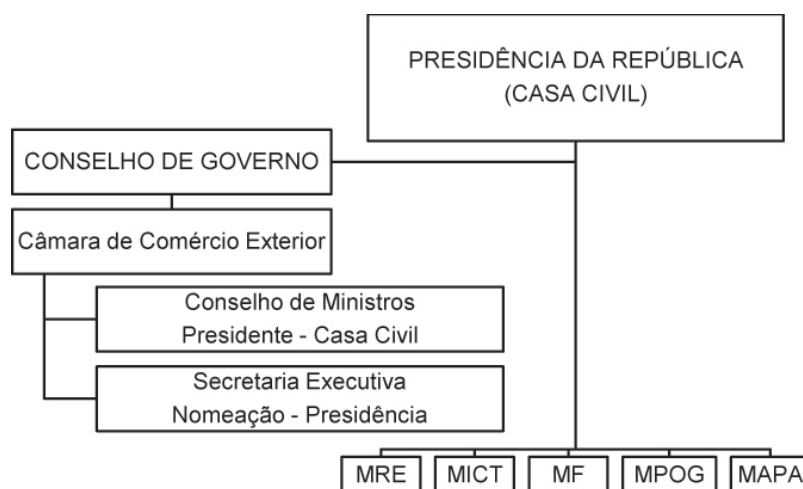 PRESIDÊNCIA DA REPÚBLICA
(CASA CIVIL)
CONSELHO DE GOVERNO
Câmara de Comércio Exterior
Conselho de Ministros
Presidente - Casa Civil
Secretaria Executiva
Nomeação - Presidência
MRE MICT MF MPOG MAPA